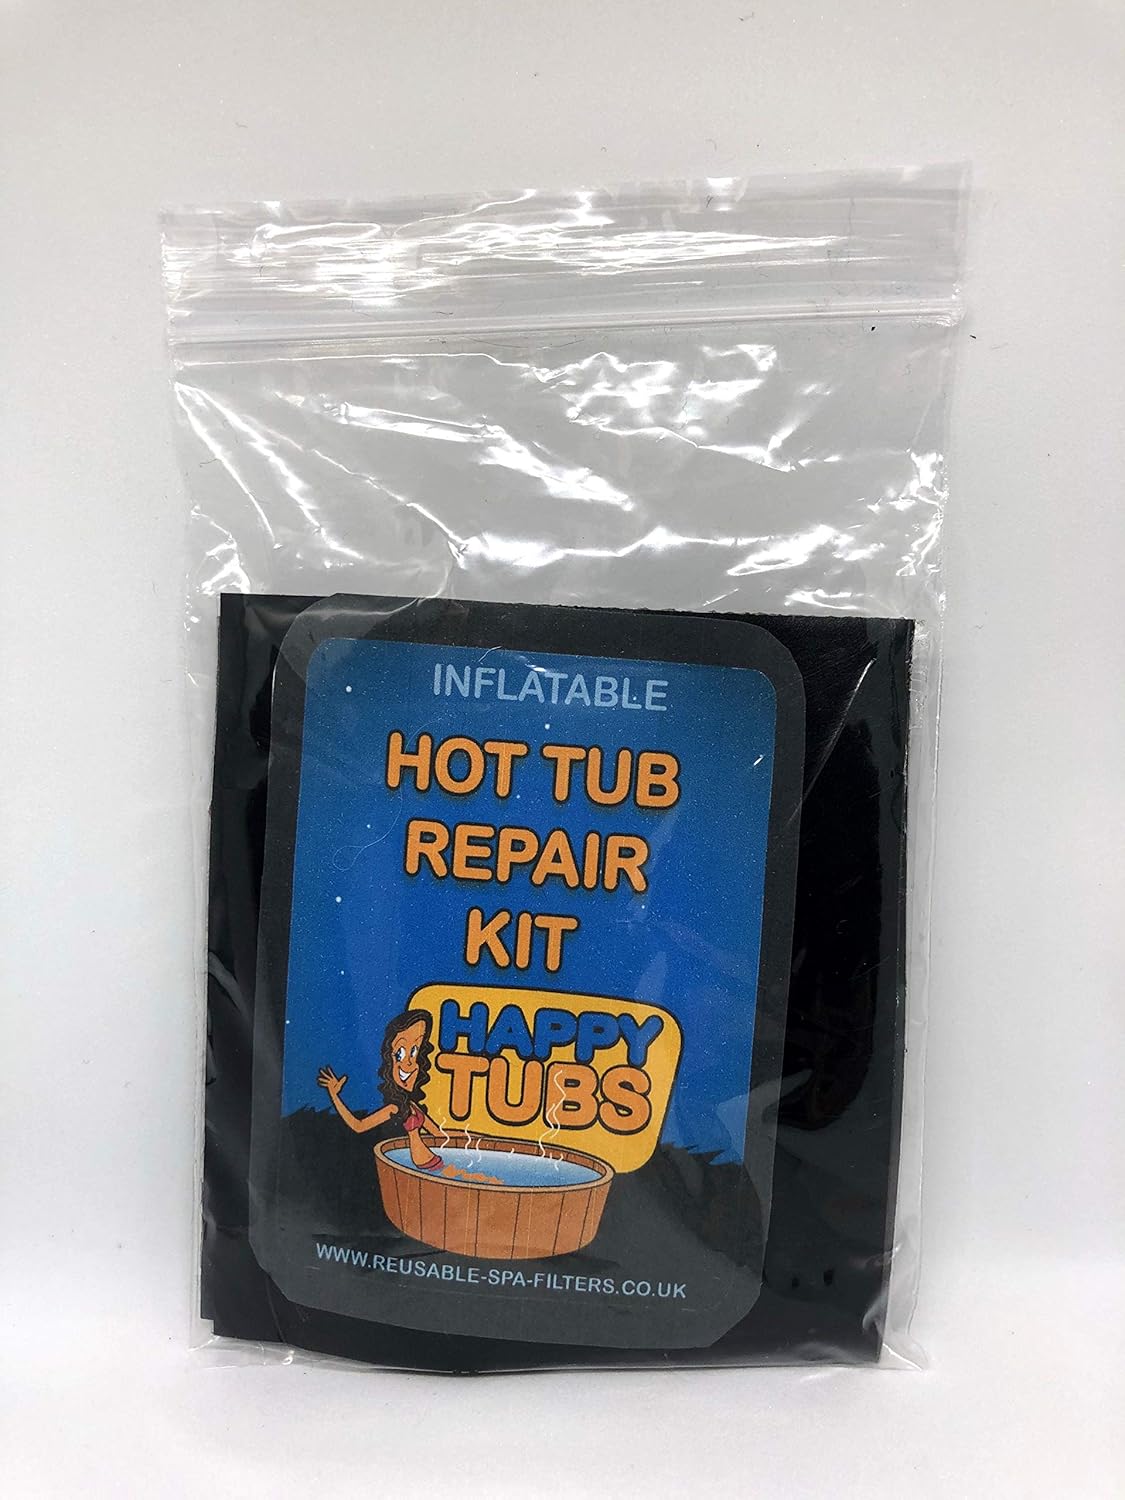 INFLATABLE
HOT TUB
REPAIR
KIT
HAPPY
TUBS
WWW.REUSABLE-SPA-FILTERS.CO.UK